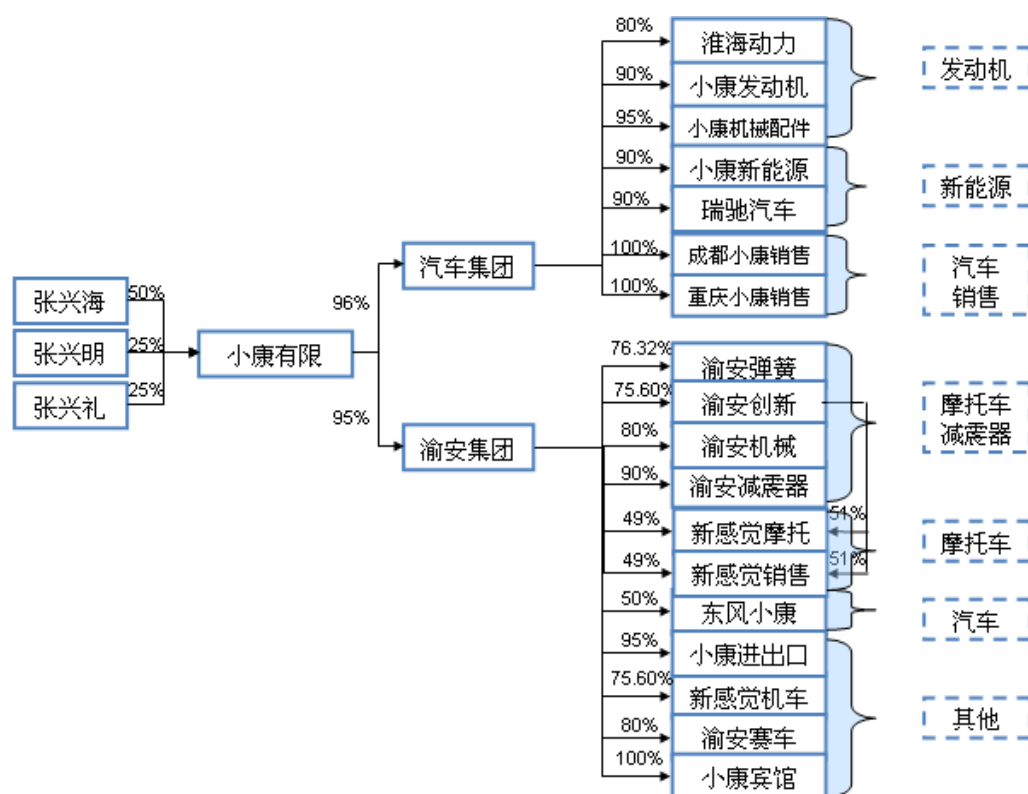 80%
淮海动力
90%
小康发动机
95%
小康机械配件
发动机
90%
小康新能源
90%
瑞驰汽车
新能源
100%
成都小康销售
100%
重庆小康销售
汽车
销售
汽车集团
96%
张兴海
50%
张兴明
25%
张兴礼
25%
小康有限
95%
渝安集团
76.32%
渝安弹簧
75.60%
渝安创新
80%
渝安机械
90%
渝安减震器
摩托车
减震器
49%
新感觉摩托
51%
49%
新感觉销售
51%
摩托车
50%
东风小康
汽车
95%
小康进出口
75.60%
新感觉机车
80%
渝安赛车
100%
小康宾馆
其他